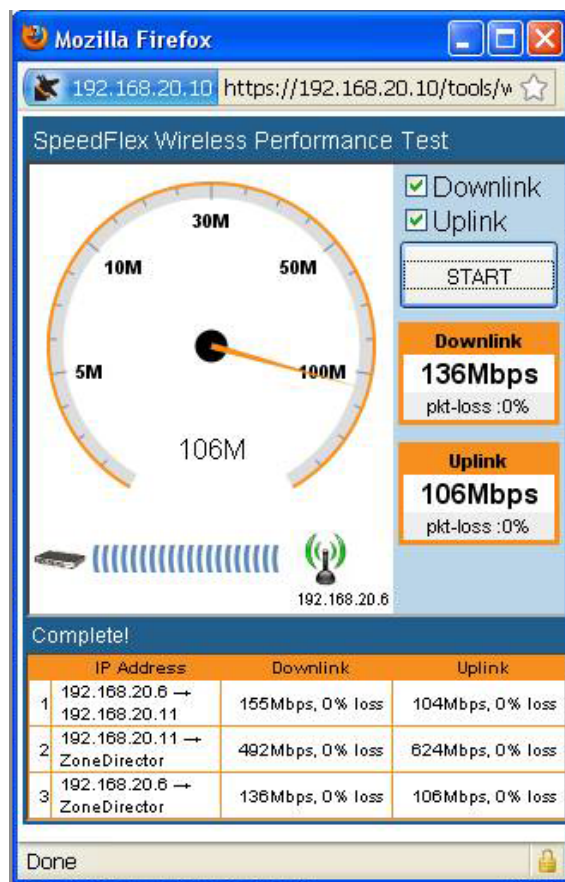 Mozilla Firefox
192.168.20.10 https://192.168.20.10/tools/w
SpeedFlex Wireless Performance Test
Downlink
Uplink
START
30M
10M
50M
5M
100M
106M
Downlink
136Mbps
pkt-loss :0%
Uplink
106Mbps
pkt-loss :0%
192.168.20.6
Complete!
IP Address Downlink Uplink
1 192.168.20.6 →
192.168.20.11 155Mbps, 0% loss 104Mbps, 0% loss
2 192.168.20.11 →
ZoneDirector 492Mbps, 0% loss 624Mbps, 0% loss
3 192.168.20.6 →
ZoneDirector 136Mbps, 0% loss 106Mbps, 0% loss
Done